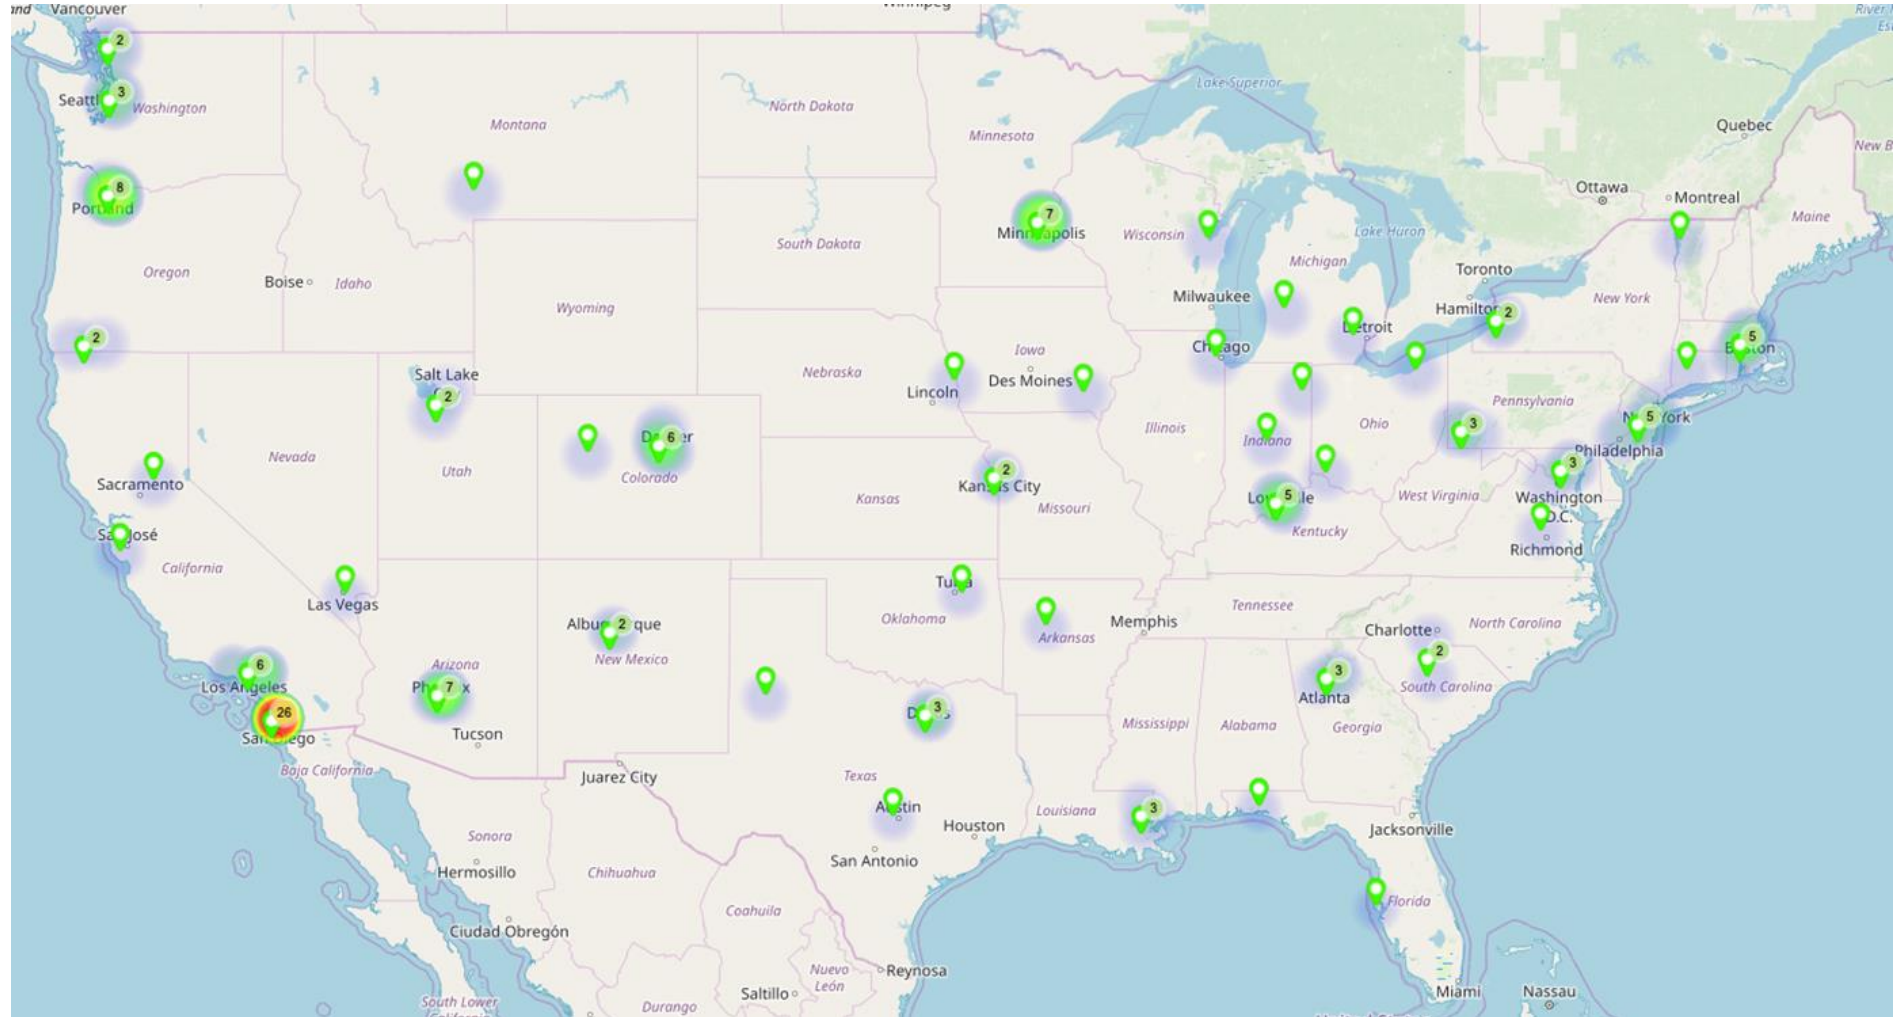 Vancouver
2
Seattl
3
Washington
Montana
North Dakota
Minnesota
Lake Superior
Quebec
8
Portland
7
Minneapolis
Ottawa
Montreal
Maine
Oregon
Boise
Idaho
South Dakota
Wisconsin
Lake Huron
Michigan
Toronto
Wyoming
Milwaukee
Hamilton
2
New York
2
Salt Lake
2
Iowa
Nebraska
Des Moines
Lincoln
Chicago
Detroit
5
Boston
Pennsylvania
Sacramento
Nevada
Utah
6
Colorado
Illinois
Indiana
Ohio
3
5
New York
Philadelphia
San José
California
Las Vegas
Kansas
2
Kansas City
Missouri
5
Louisville
Kentucky
West Virginia
3
Washington
D.C.
Richmond
Albuquerque
2
New Mexico
Oklahoma
Arkansas
Memphis
Tennessee
Charlotte
North Carolina
6
Los Angeles
26
San Diego
Arizona
7
Tucson
3
Mississippi
Alabama
3
Atlanta
Georgia
2
South Carolina
Baja California
Juarez City
Texas
Austin
Houston
San Antonio
Louisiana
3
Jacksonville
Sonora
Hermosillo
Chihuahua
Florida
Ciudad Obregón
Coahuila
Nuevo
León
Reynosa
Saltillo
Durango
South Lower
Miami
Nassau